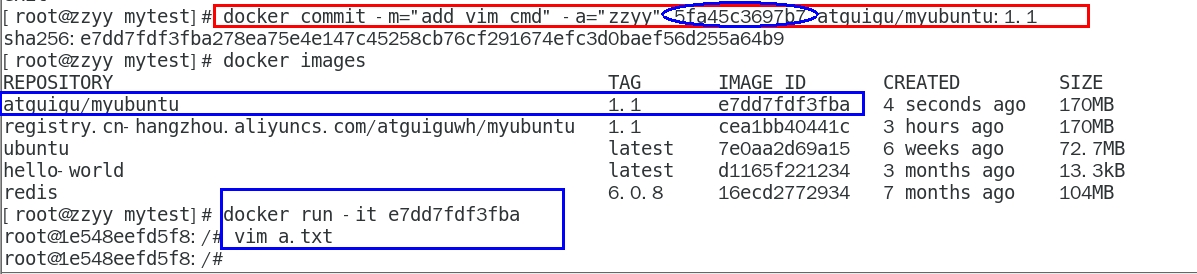 [root@zzyy mytest]# docker commit -m="add vim cmd" -a="zzyy" 5fa45c3697b7 atguigu/myubuntu:1.1
sha256:e7dd7fdf3fba278ea75e4e147c45258cb76cf291674efc3d0baef56d255a64b9
[root@zzyy mytest]# docker images
REPOSITORY TAG IMAGE ID CREATED SIZE
atguigu/myubuntu 1.1 e7dd7fdf3fba 4 seconds ago 170MB
registry.cn-hangzhou.aliyuncs.com/atguiguwh/myubuntu 1.1 cea1bb40441c 3 hours ago 170MB
ubuntu latest 7e0aa2d69a15 6 weeks ago 72.7MB
hello-world latest d1165f221234 3 months ago 13.3kB
redis 6.0.8 16ecd2772934 7 months ago 104MB
[root@zzyy mytest]# docker run -it e7dd7fdf3fba
root@1e548eefd5f8:/# vim a.txt
root@1e548eefd5f8:/#